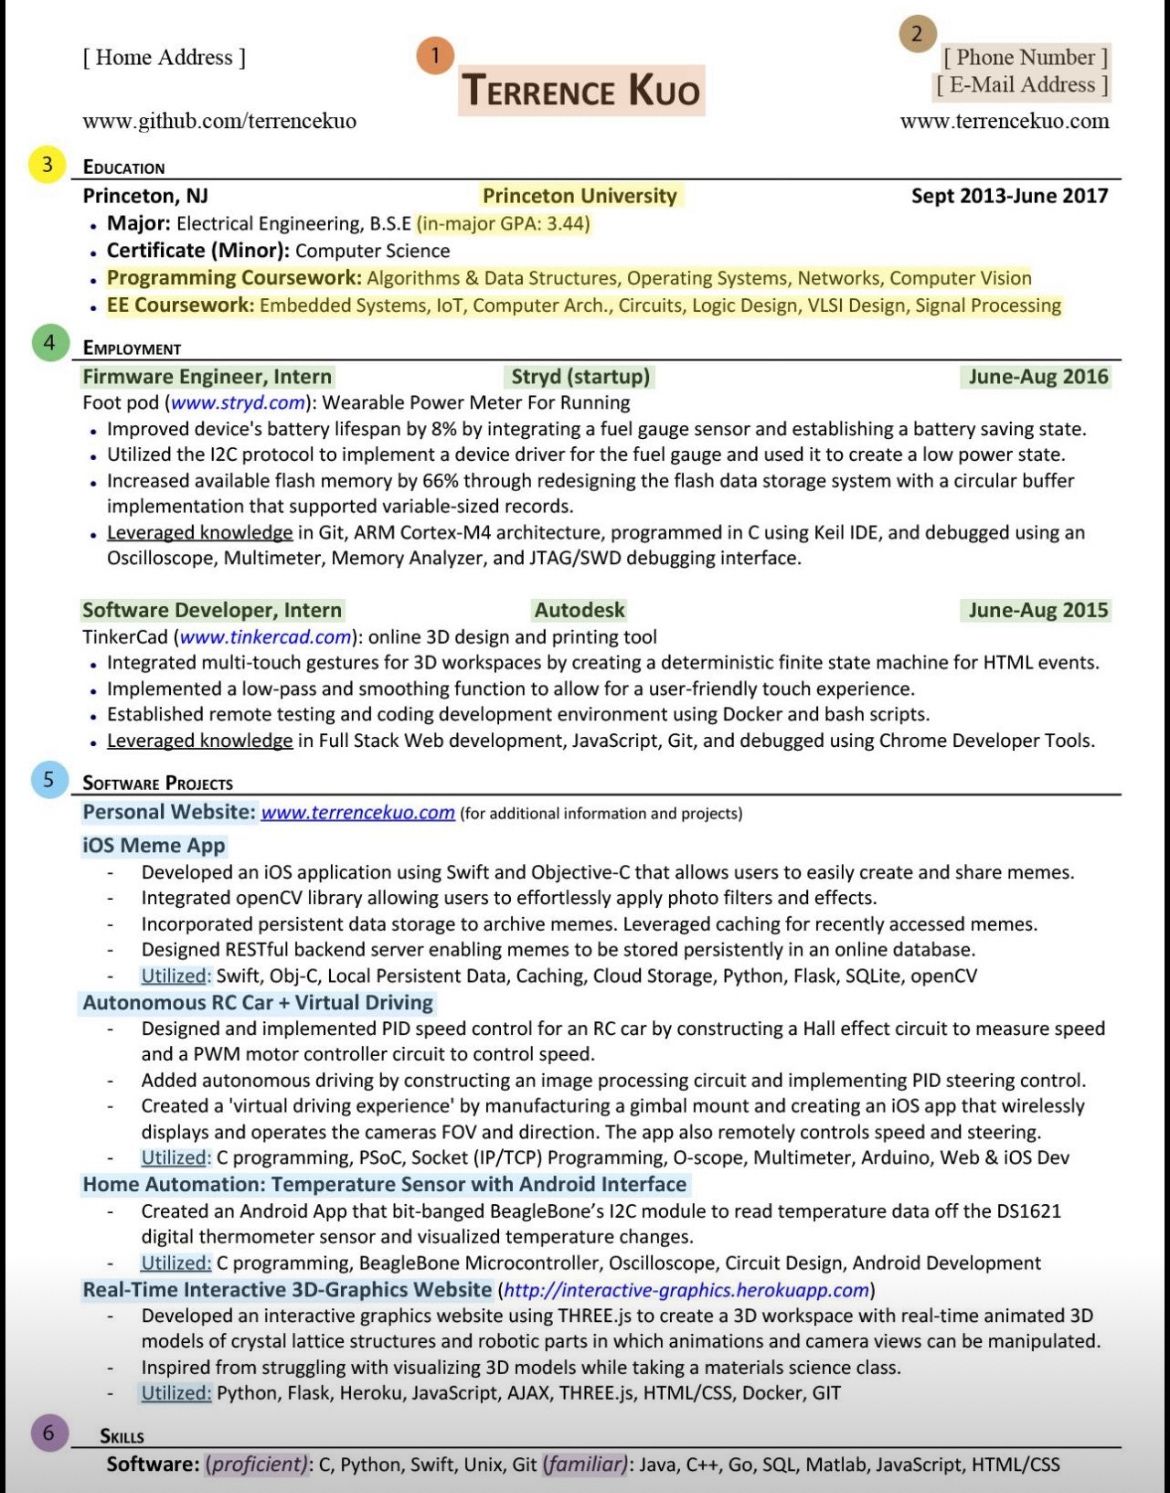 [ Home Address ]
1
TERRENCE KUO
2
[ Phone Number ]
[ E-Mail Address ]
www.github.com/terrencekuo
www.terrencekuo.com
3 EDUCATION
Princeton, NJ Princeton University Sept 2013-June 2017
• Major: Electrical Engineering, B.S.E (in-major GPA: 3.44)
• Certificate (Minor): Computer Science
• Programming Coursework: Algorithms & Data Structures, Operating Systems, Networks, Computer Vision
• EE Coursework: Embedded Systems, IoT, Computer Arch., Circuits, Logic Design, VLSI Design, Signal Processing
4 EMPLOYMENT
Firmware Engineer, Intern Stryd (startup) June-Aug 2016
Foot pod (www.stryd.com): Wearable Power Meter For Running
• Improved device's battery lifespan by 8% by integrating a fuel gauge sensor and establishing a battery saving state.
• Utilized the I2C protocol to implement a device driver for the fuel gauge and used it to create a low power state.
• Increased available flash memory by 66% through redesigning the flash data storage system with a circular buffer
implementation that supported variable-sized records.
• Leveraged knowledge in Git, ARM Cortex-M4 architecture, programmed in C using Keil IDE, and debugged using an
Oscilloscope, Multimeter, Memory Analyzer, and JTAG/SWD debugging interface.
Software Developer, Intern Autodesk June-Aug 2015
TinkerCad (www.tinkercad.com): online 3D design and printing tool
• Integrated multi-touch gestures for 3D workspaces by creating a deterministic finite state machine for HTML events.
• Implemented a low-pass and smoothing function to allow for a user-friendly touch experience.
• Established remote testing and coding development environment using Docker and bash scripts.
• Leveraged knowledge in Full Stack Web development, JavaScript, Git, and debugged using Chrome Developer Tools.
5 SOFTWARE PROJECTS
Personal Website: www.terrencekuo.com (for additional information and projects)
iOS Meme App
- Developed an iOS application using Swift and Objective-C that allows users to easily create and share memes.
- Integrated openCV library allowing users to effortlessly apply photo filters and effects.
- Incorporated persistent data storage to archive memes. Leveraged caching for recently accessed memes.
- Designed RESTful backend server enabling memes to be stored persistently in an online database.
- Utilized: Swift, Obj-C, Local Persistent Data, Caching, Cloud Storage, Python, Flask, SQLite, openCV
Autonomous RC Car + Virtual Driving
- Designed and implemented PID speed control for an RC car by constructing a Hall effect circuit to measure speed
and a PWM motor controller circuit to control speed.
- Added autonomous driving by constructing an image processing circuit and implementing PID steering control.
- Created a 'virtual driving experience' by manufacturing a gimbal mount and creating an iOS app that wirelessly
displays and operates the cameras FOV and direction. The app also remotely controls speed and steering.
- Utilized: C programming, PSoC, Socket (IP/TCP) Programming, O-scope, Multimeter, Arduino, Web & iOS Dev
Home Automation: Temperature Sensor with Android Interface
- Created an Android App that bit-banged BeagleBone’s I2C module to read temperature data off the DS1621
digital thermometer sensor and visualized temperature changes.
- Utilized: C programming, BeagleBone Microcontroller, Oscilloscope, Circuit Design, Android Development
Real-Time Interactive 3D-Graphics Website (http://interactive-graphics.herokuapp.com)
- Developed an interactive graphics website using THREE.js to create a 3D workspace with real-time animated 3D
models of crystal lattice structures and robotic parts in which animations and camera views can be manipulated.
- Inspired from struggling with visualizing 3D models while taking a materials science class.
- Utilized: Python, Flask, Heroku, JavaScript, AJAX, THREE.js, HTML/CSS, Docker, GIT
6 SKILLS
Software: (proficient): C, Python, Swift, Unix, Git (familiar): Java, C++, Go, SQL, Matlab, JavaScript, HTML/CSS